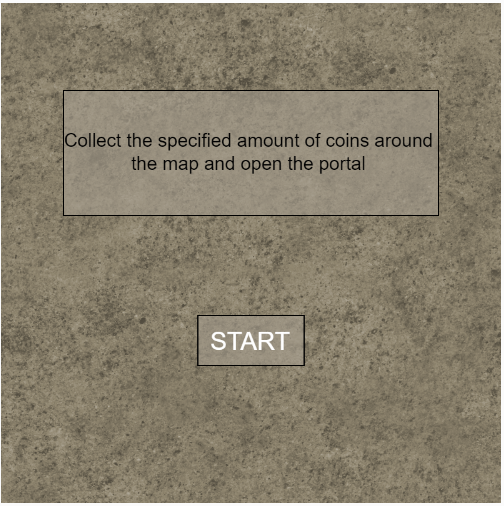 Collect the specified amount of coins around
the map and open the portal
START